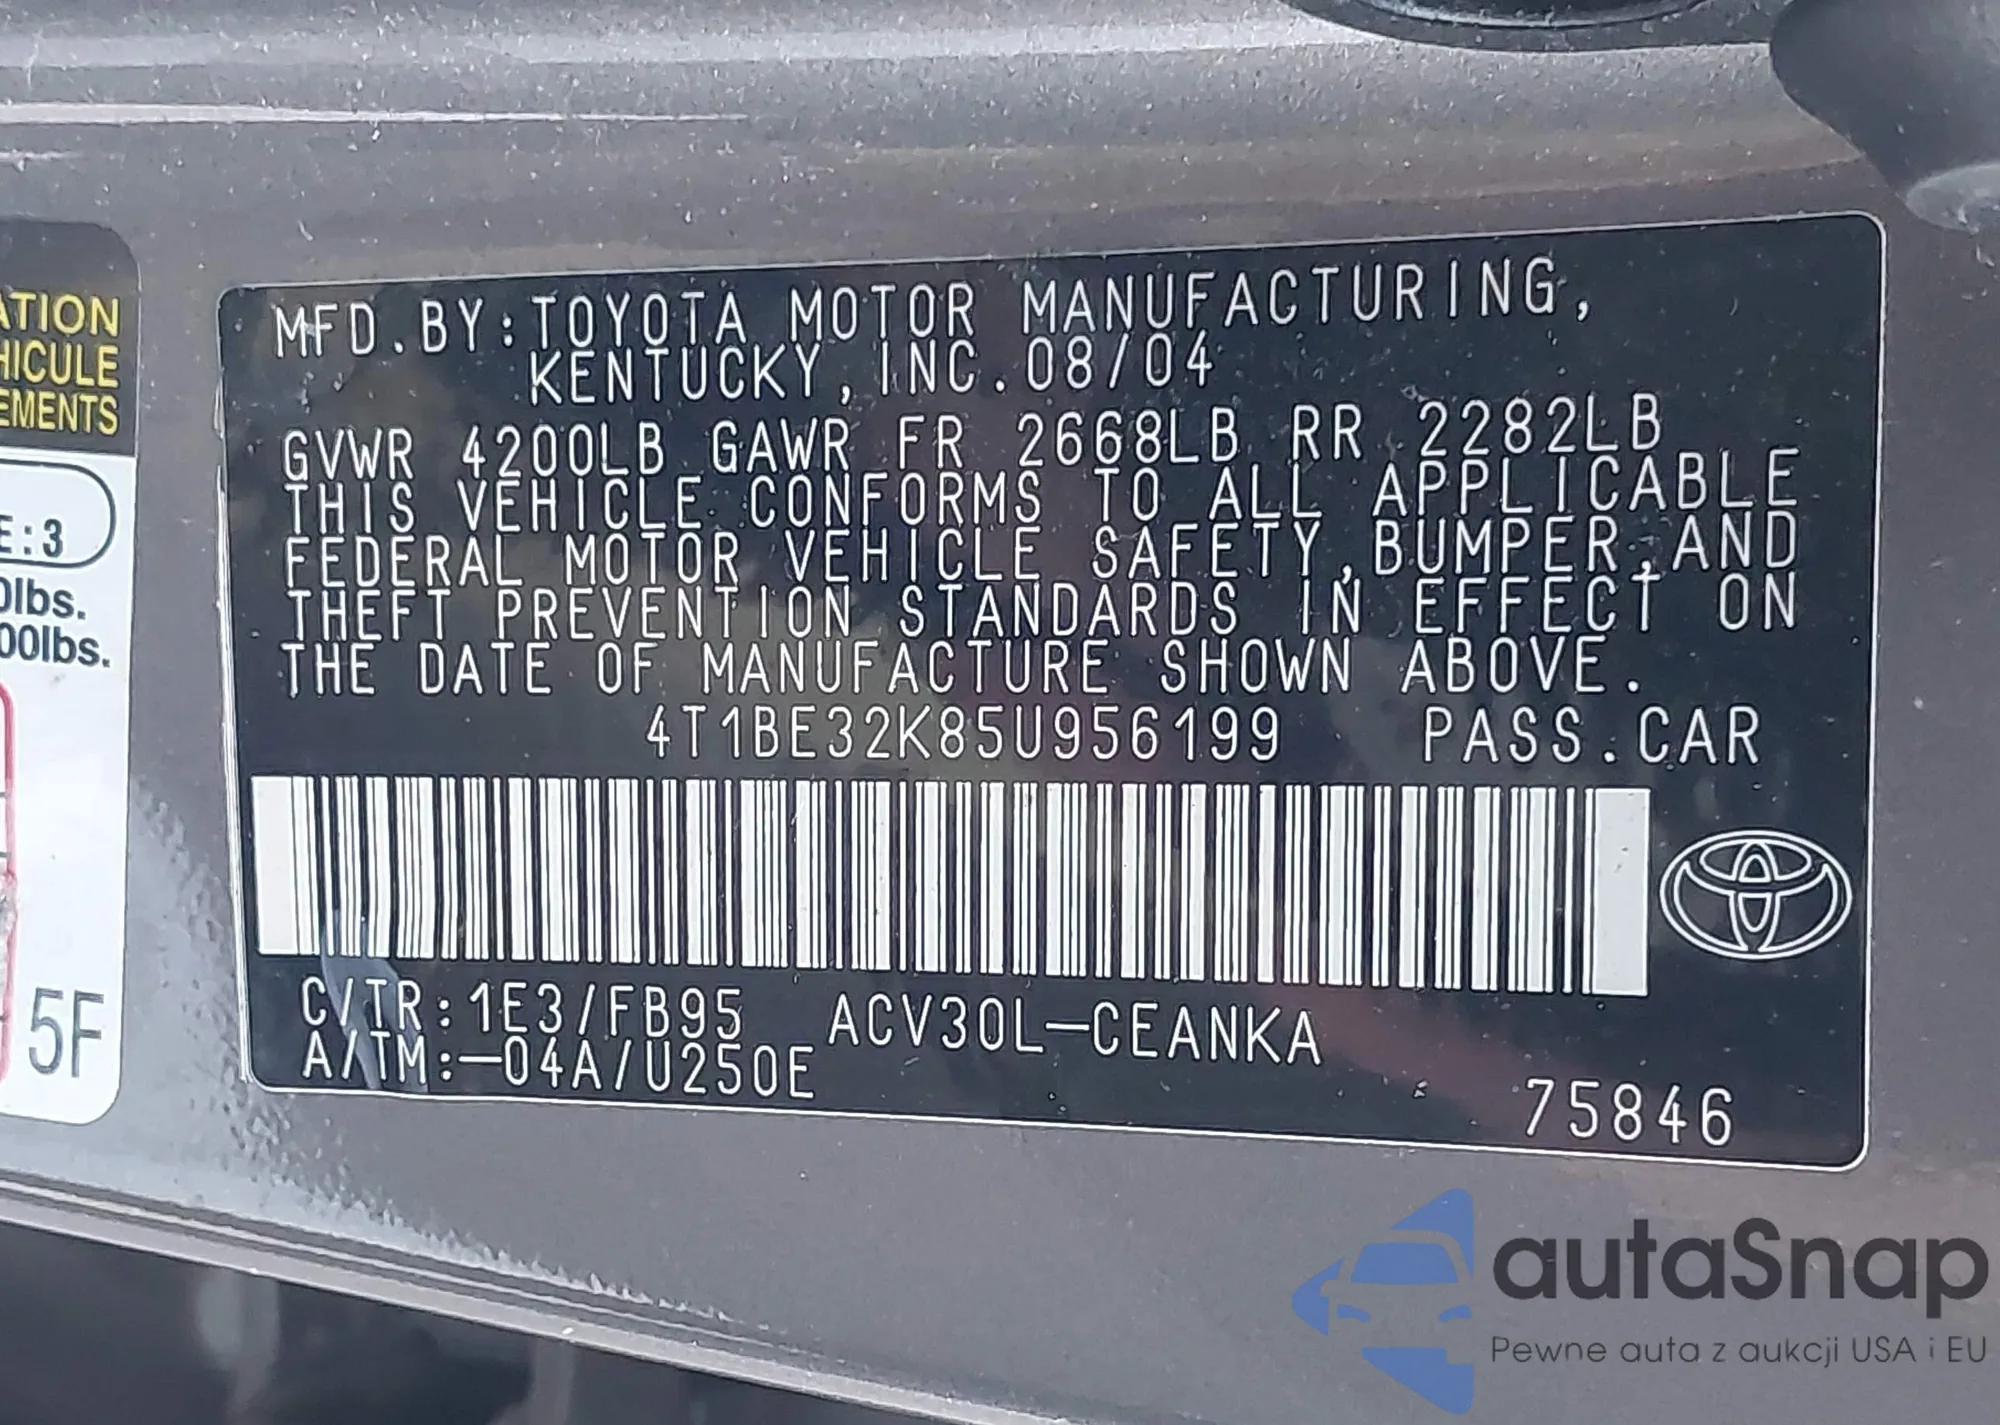 ATION
HICULE
EMENTS
E:3
0lbs.
00lbs.
5F
MFD.BY:TOYOTA MOTOR MANUFACTURING,
KENTUCKY, INC.08/04
GVWR 4200LB GAWR FR 2668LB RR 2282LB
THIS VEHICLE CONFORMS TO ALL APPLICABLE
FEDERAL MOTOR VEHICLE SAFETY,BUMPER,AND
THEFT PREVENTION STANDARDS IN EFFECT ON
THE DATE OF MANUFACTURE SHOWN ABOVE.
4T1BE32K85U956199 PASS.CAR
C/TR:1E3/FB95 ACV30L-CEANKA
A/TM:-04A/U250E
75846
autaSnap
Pewne auta z aukcji USA i EU